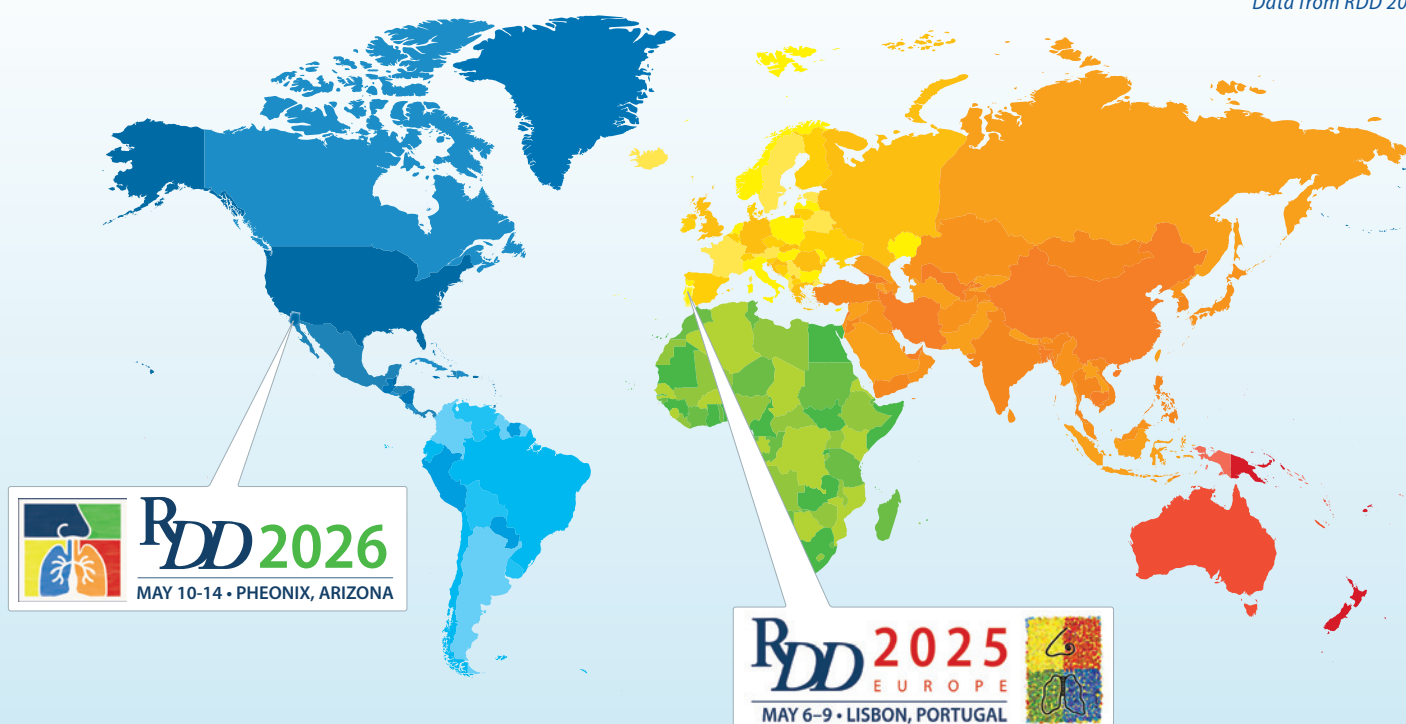 Data from RDD 20
RDD 2026
MAY 10-14 • PHEONIX, ARIZONA
RDD 2025
EUROPE
MAY 6–9 • LISBON, PORTUGAL